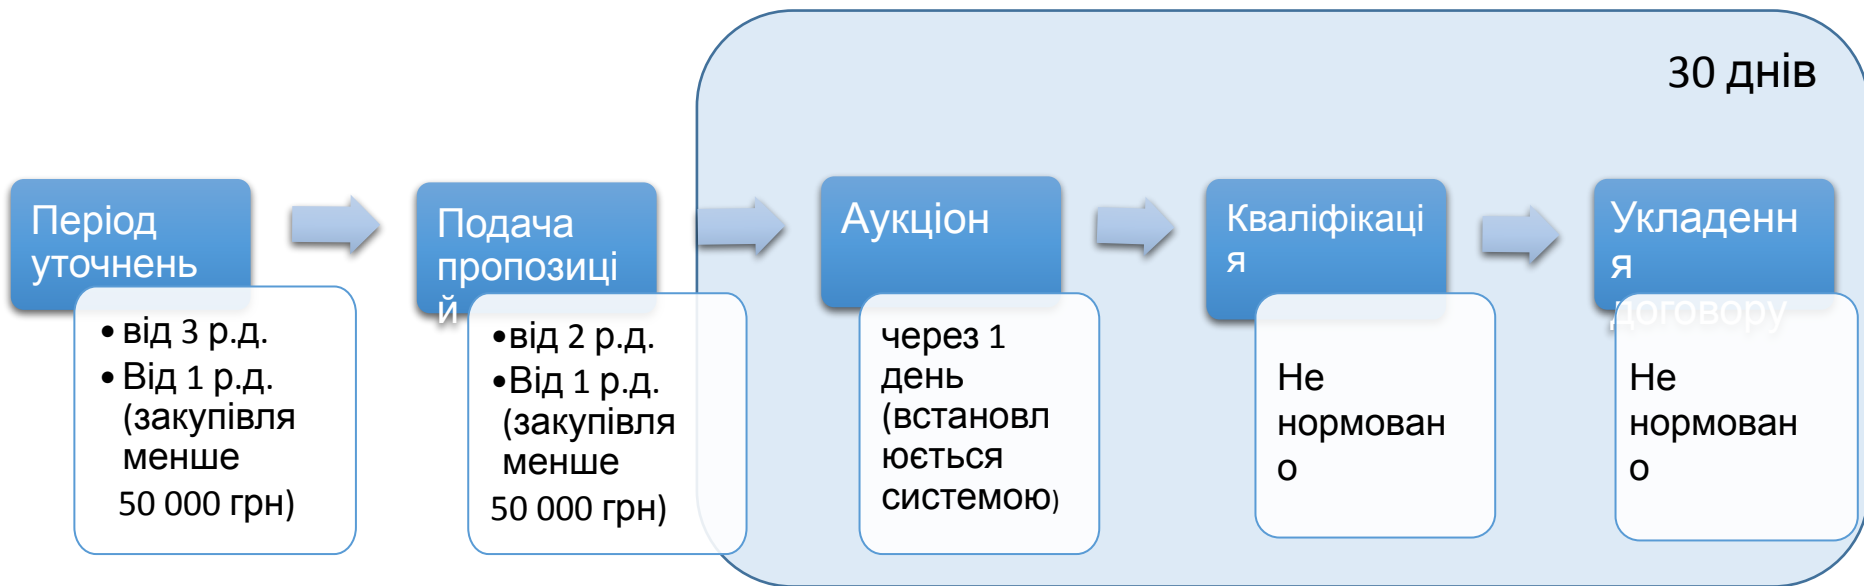 30 днів
Період
уточнень
• від 3 р.д.
• Від 1 р.д.
(закупівля
менше
50 000 грн)
Подача
пропозиці
й
•від 2 р.д.
•Від 1 р.д.
(закупівля
менше
50 000 грн)
Аукціон
через 1
день
(встановл
юється
системою)
Кваліфікаці
я
Не
нормован
о
Укладенн
я
договору
Не
нормован
о